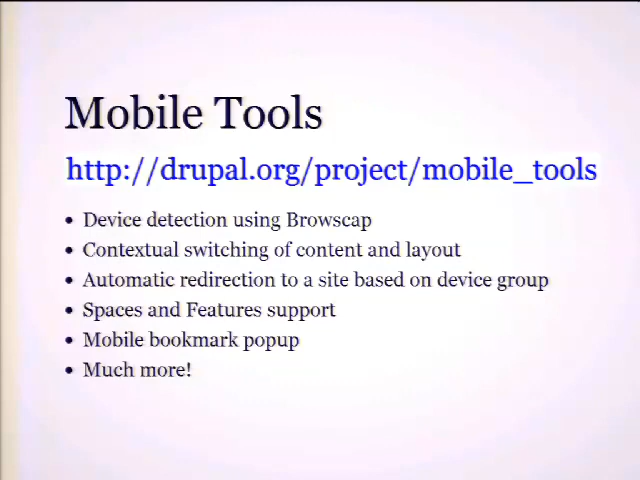 Mobile Tools
http://drupal.org/project/mobile_tools
• Device detection using Browscap
• Contextual switching of content and layout
• Automatic redirection to a site based on device group
• Spaces and Features support
• Mobile bookmark popup
• Much more!